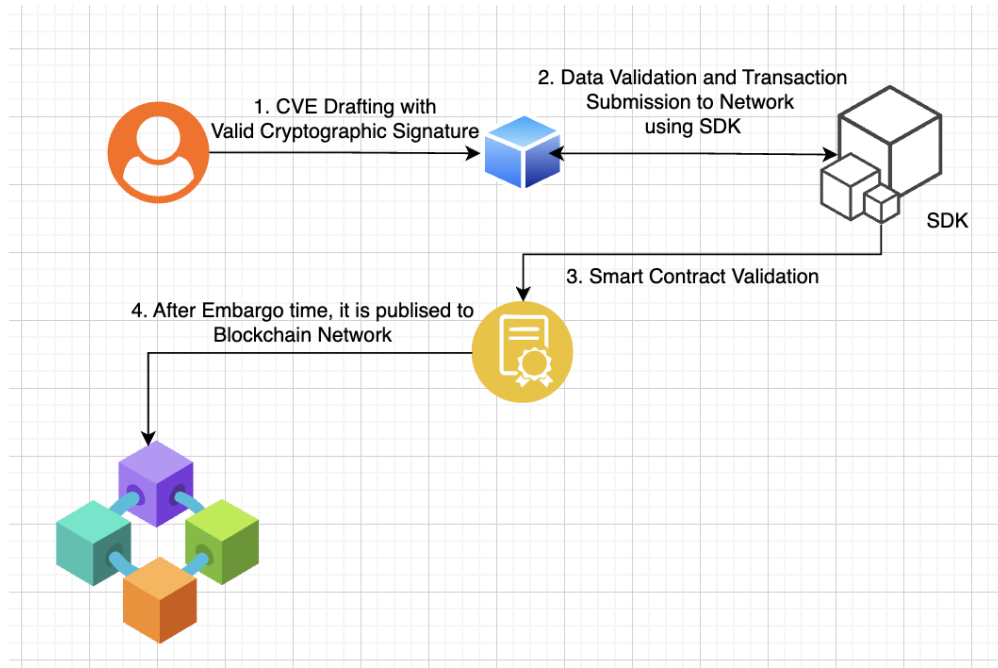 1. CVE Drafting with
Valid Cryptographic Signature
2. Data Validation and Transaction
Submission to Network
using SDK
SDK
3. Smart Contract Validation
4. After Embargo time, it is publised to
Blockchain Network